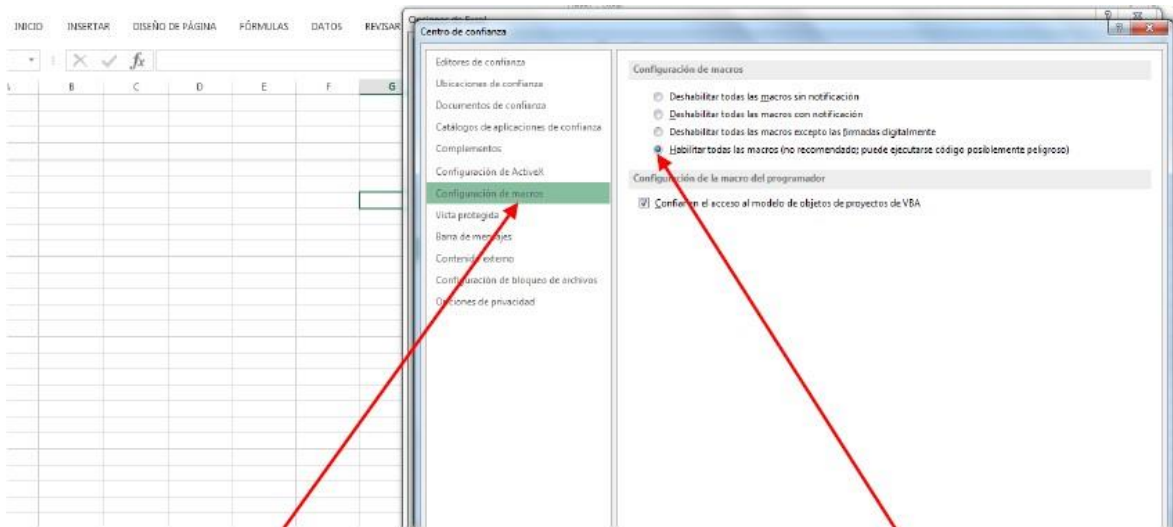 Opciones de Excel
INICIO INSERTAR DISEÑO DE PÁGINA FÓRMULAS DATOS REVISAR
Centro de confianza
fx
B C D E F G
Editores de confianza
Ubicaciones de confianza
Documentos de confianza
Catálogos de aplicaciones de confianza
Complementos
Configuración de ActiveX
Configuración de macros
Vista protegida
Barra de mensajes
Contenido externo
Configuración de bloqueo de archivos
Opciones de privacidad
Configuración de macros
Deshabilitar todas las macros sin notificación
Deshabilitar todas las macros con notificación
Deshabilitar todas las macros excepto las firmadas digitalmente
Habilitar todas las macros (no recomendado; puede ejecutarse código posiblemente peligroso)
Configuración de la macro del programador
Confiar en el acceso al modelo de objetos de proyectos de VBA